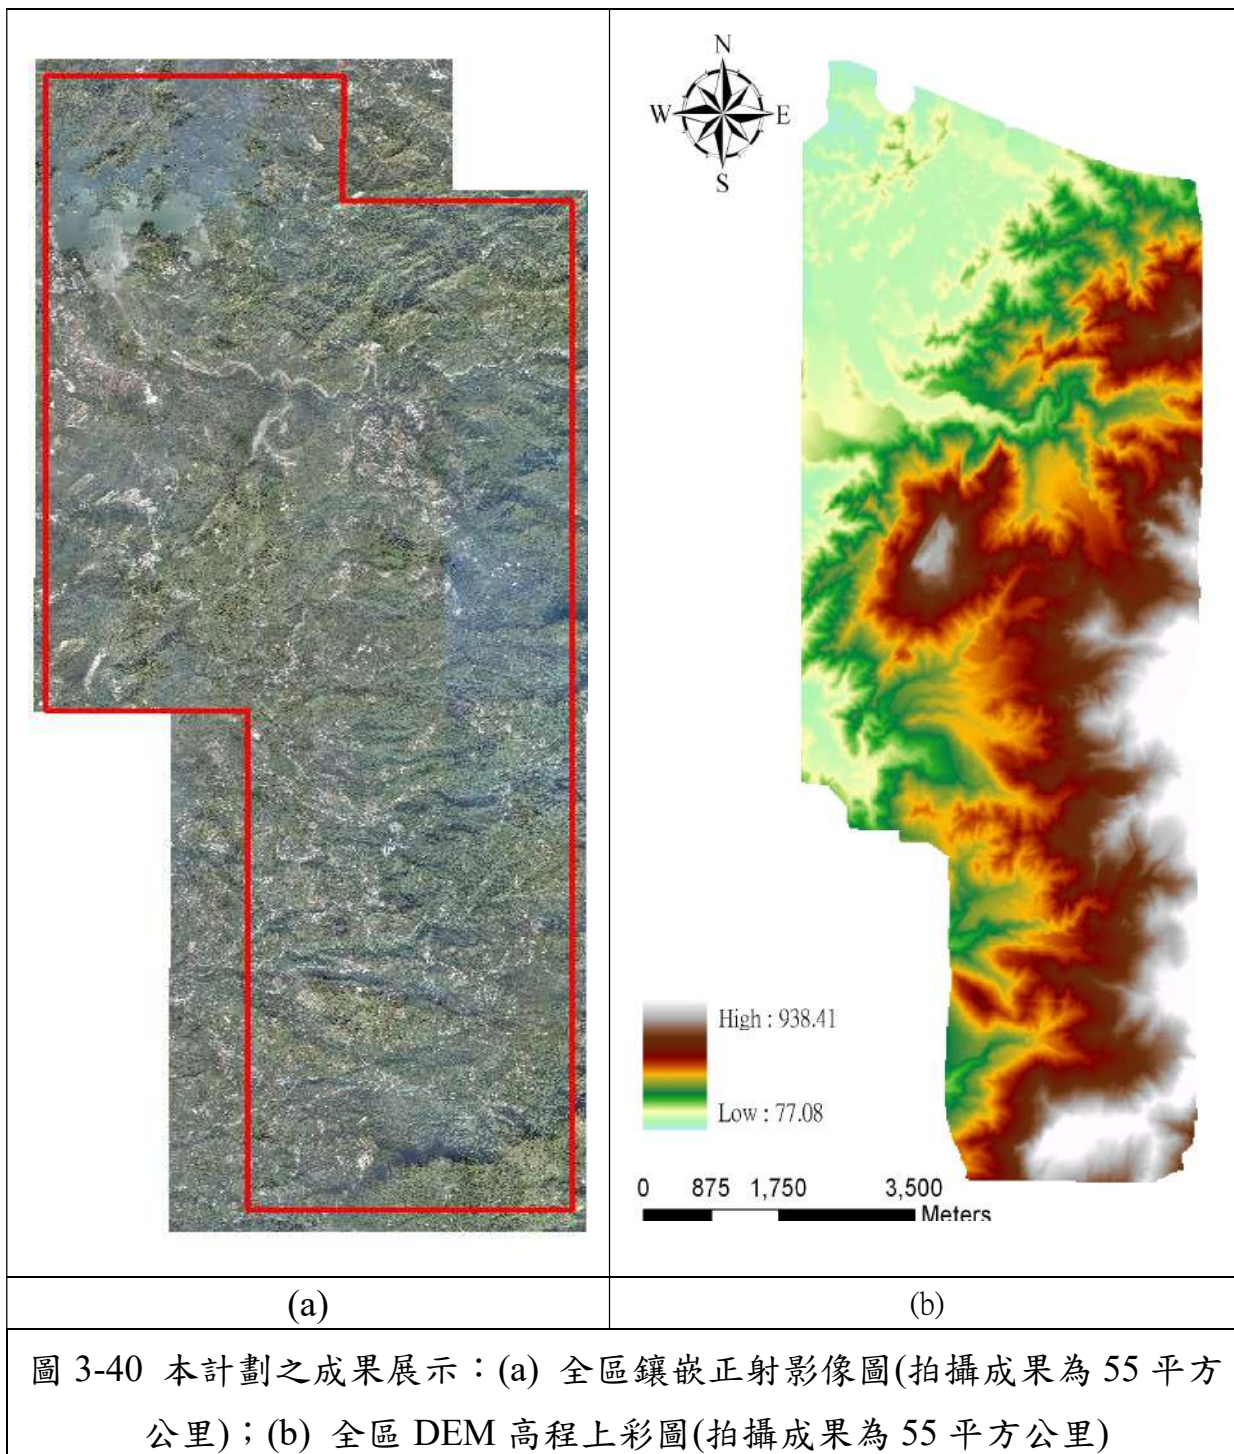 N
W E
S
High : 938.41
Low : 77.08
0 875 1,750 3,500
Meters
(a) (b)
圖 3-40 本計劃之成果展示：(a) 全區鑲嵌正射影像圖(拍攝成果為 55 平方
公里)；(b) 全區 DEM 高程上彩圖(拍攝成果為 55 平方公里)